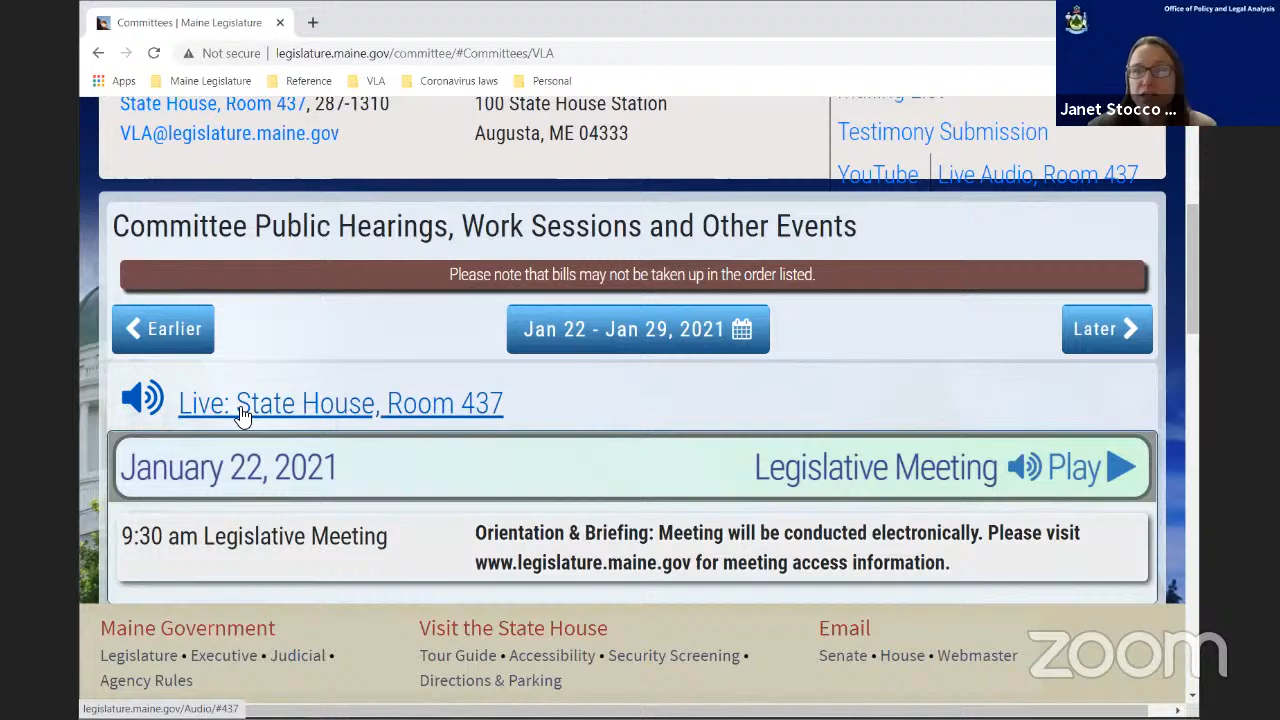 Office of Policy and Legal Analysis
Committees | Maine Legislature
Not secure | legislature.maine.gov/committee/#Committees/VLA
Apps Maine Legislature Reference VLA Coronavirus laws Personal
Janet Stocco ...
State House, Room 437, 287-1310
VLA@legislature.maine.gov
100 State House Station
Augusta, ME 04333
Mailing List
Testimony Submission
YouTube Live Audio, Room 437
Committee Public Hearings, Work Sessions and Other Events
Please note that bills may not be taken up in the order listed.
Earlier
Jan 22 - Jan 29, 2021
Later
Live: State House, Room 437
January 22, 2021
Legislative Meeting Play
9:30 am Legislative Meeting
Orientation & Briefing: Meeting will be conducted electronically. Please visit
www.legislature.maine.gov for meeting access information.
Maine Government
Legislature • Executive • Judicial •
Agency Rules
Visit the State House
Tour Guide • Accessibility • Security Screening •
Directions & Parking
Email
Senate • House • Webmaster
zoom
legislature.maine.gov/Audio/#437